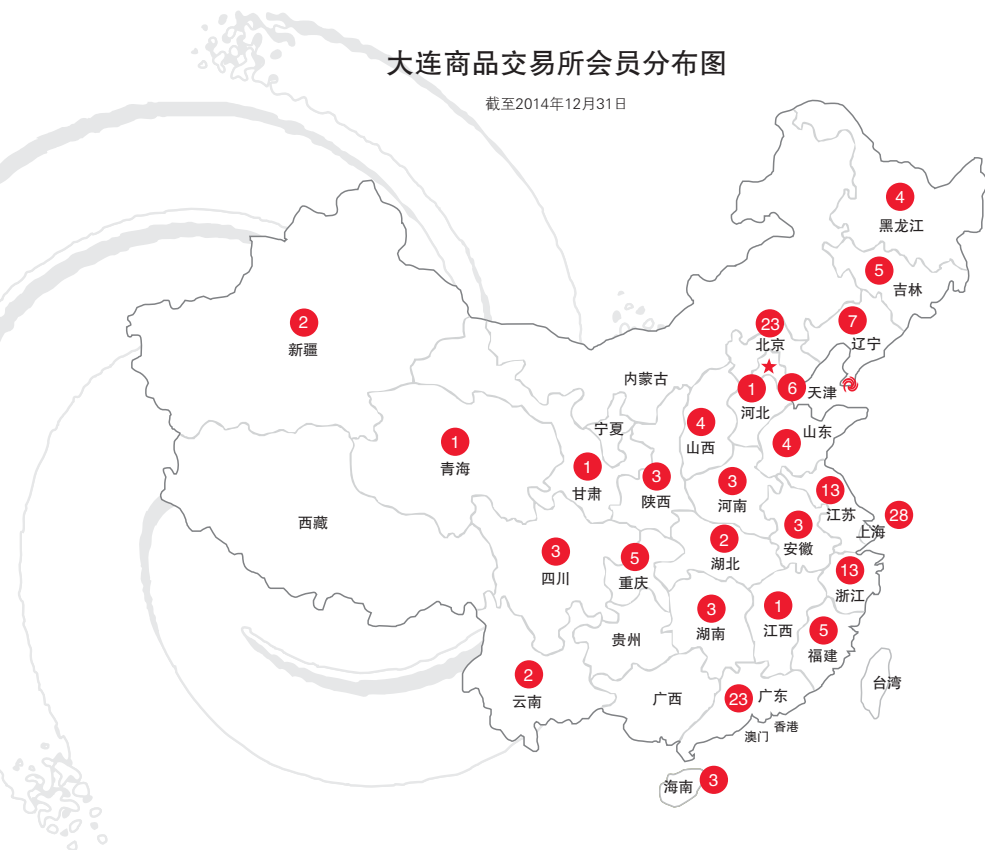 大连商品交易所会员分布图
截至2014年12月31日
4
黑龙江
5
吉林
7
辽宁
23
北京
2
新疆
内蒙古
1
河北
6
天津
宁夏
4
山西
山东
4
1
青海
1
甘肃
3
陕西
3
河南
13
江苏
28
上海
3
安徽
西藏
3
四川
5
重庆
2
湖北
13
浙江
3
湖南
1
江西
5
福建
贵州
2
云南
广西
23
广东
台湾
香港
澳门
海南
3